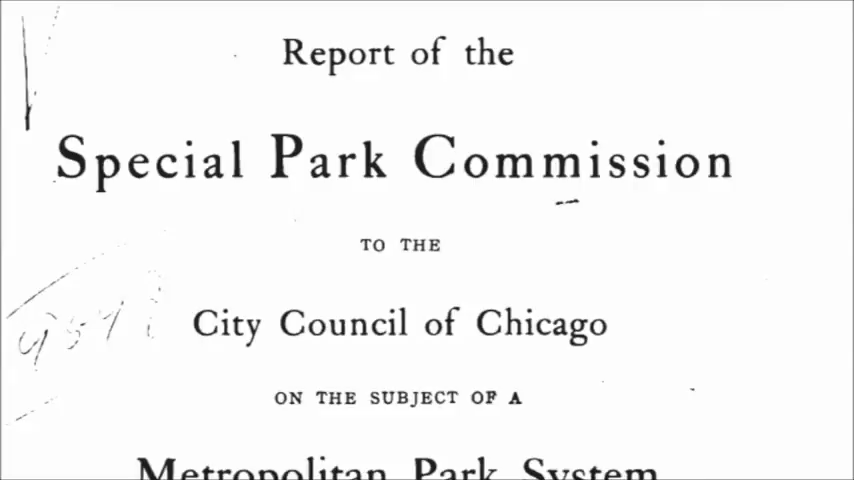 Report of the
Special Park Commission
TO THE
City Council of Chicago
ON THE SUBJECT OF A
Metropolitan Park System